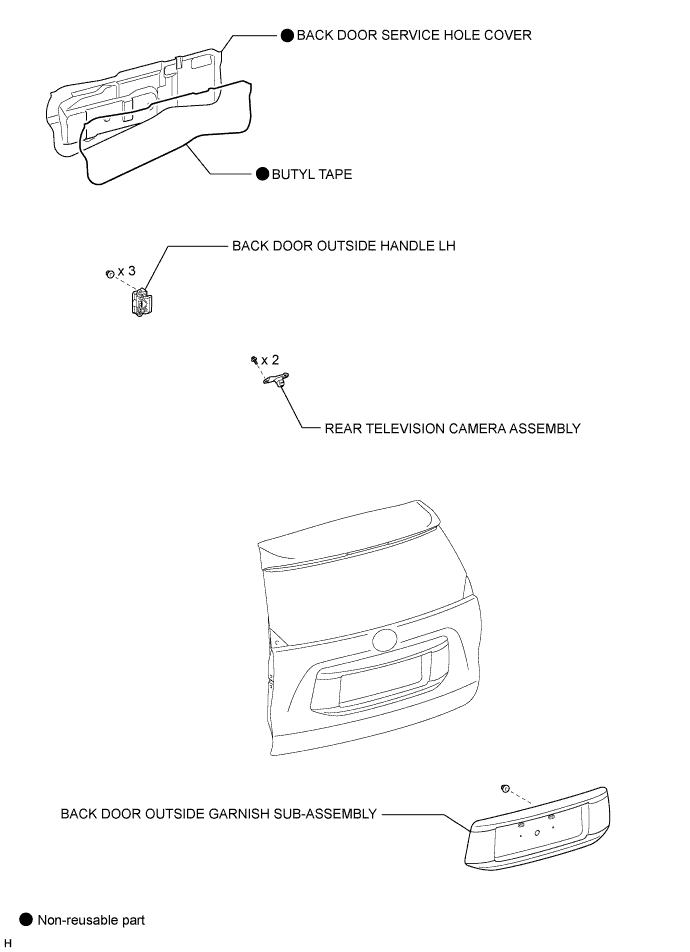 BACK DOOR SERVICE HOLE COVER
BUTYL TAPE
BACK DOOR OUTSIDE HANDLE LH
x 3
x 2
REAR TELEVISION CAMERA ASSEMBLY
BACK DOOR OUTSIDE GARNISH SUB-ASSEMBLY
Non-reusable part
H